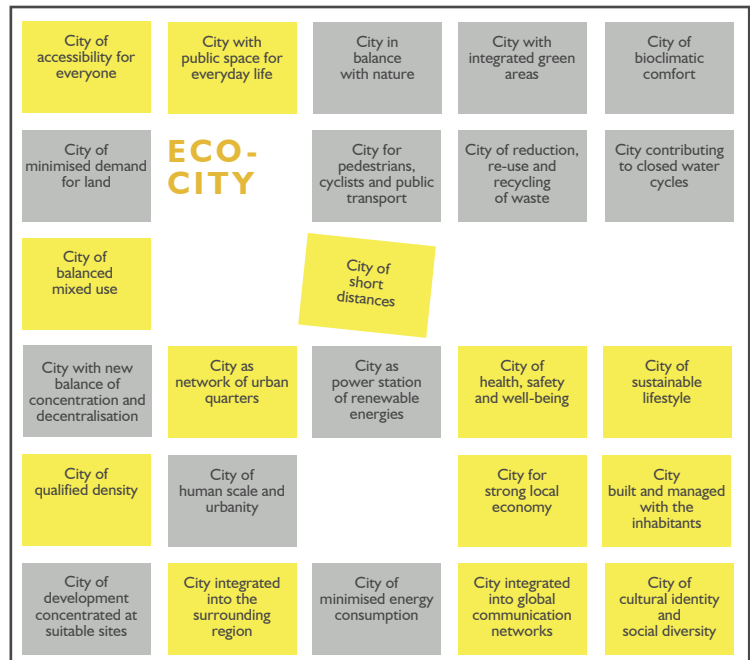 City of
accessibility for
everyone
City with
public space for
everyday life
City in
balance
with nature
City with
integrated green
areas
City of
bioclimatic
comfort
City of
minimised demand
for land
ECO-
CITY
City for
pedestrians,
cyclists and public
transport
City of reduction,
re-use and
recycling
of waste
City contributing
to closed water
cycles
City of
balanced
mixed use
City of
short
distances
City with new
balance of
concentration and
decentralisation
City as
network of urban
quarters
City as
power station
of renewable
energies
City of
health, safety
and well-being
City of
sustainable
lifestyle
City of
qualified density
City of
human scale and
urbanity
City for
strong local
economy
City
built and managed
with the
inhabitants
City of
development
concentrated at
suitable sites
City integrated
into the
surrounding
region
City of
minimised energy
consumption
City integrated
into global
communication
networks
City of
cultural identity
and
social diversity